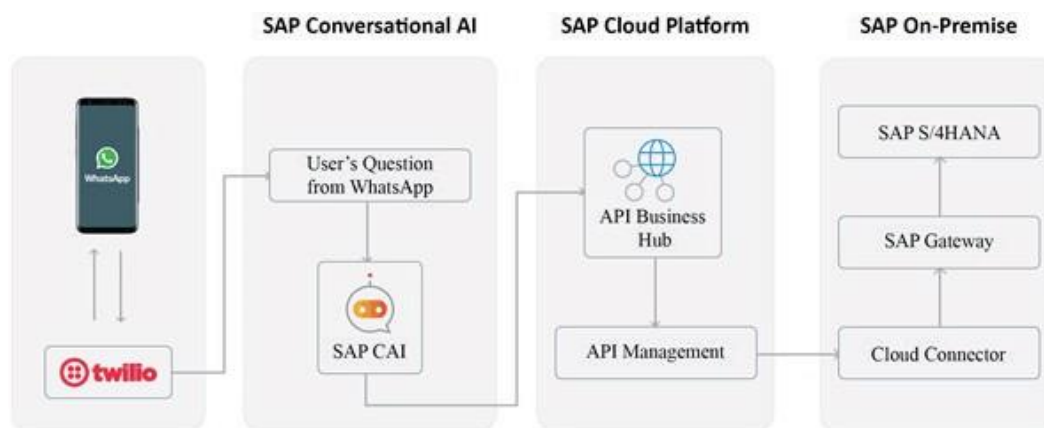 SAP Conversational AI
SAP Cloud Platform
SAP On-Premise
WhatsApp
twilio
User's Question
from WhatsApp
SAP CAI
API Business
Hub
API Management
SAP S/4HANA
SAP Gateway
Cloud Connector